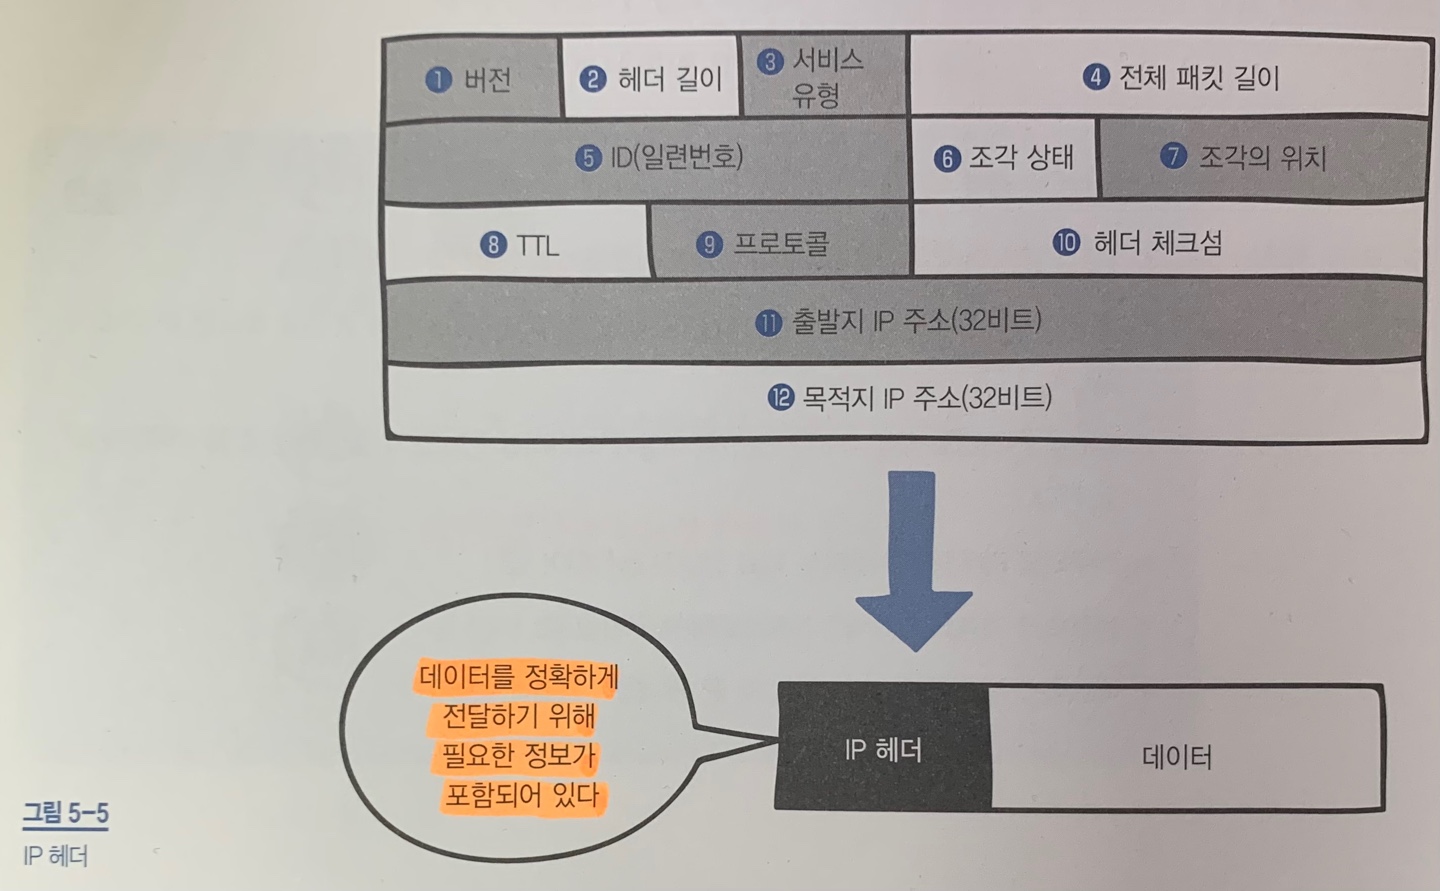 ❶ 버전
❷ 헤더 길이
❸ 서비스
유형
❹ 전체 패킷 길이
❺ ID(일련번호)
❻ 조각 상태
❼ 조각의 위치
❽ TTL
❾ 프로토콜
❿ 헤더 체크섬
⓫ 출발지 IP 주소(32비트)
⓬ 목적지 IP 주소(32비트)
데이터를 정확하게
전달하기 위해
필요한 정보가
포함되어 있다
IP 헤더
데이터
그림 5-5
IP 헤더